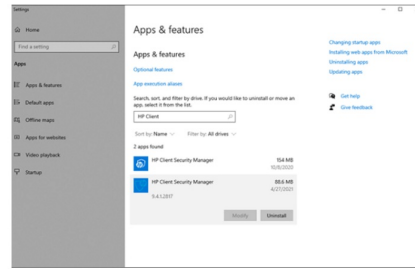 Settings
Home
Find a setting
Apps
Apps & features
Default apps
Offline maps
Apps for websites
Video playback
Startup
Apps & features
Apps & features
Optional features
App execution aliases
Search, sort, and filter by drive. If you would like to uninstall or move an
app, select it from the list.
HP Client
Sort by: Name
Filter by: All drives
2 apps found
HP Client Security Manager
154 MB
10/8/2020
HP Client Security Manager
88.6 MB
4/27/2021
9.4.1.2817
Modify
Uninstall
Changing startup apps
Installing web apps from Microsoft
Uninstalling apps
Updating apps
Get help
Give feedback